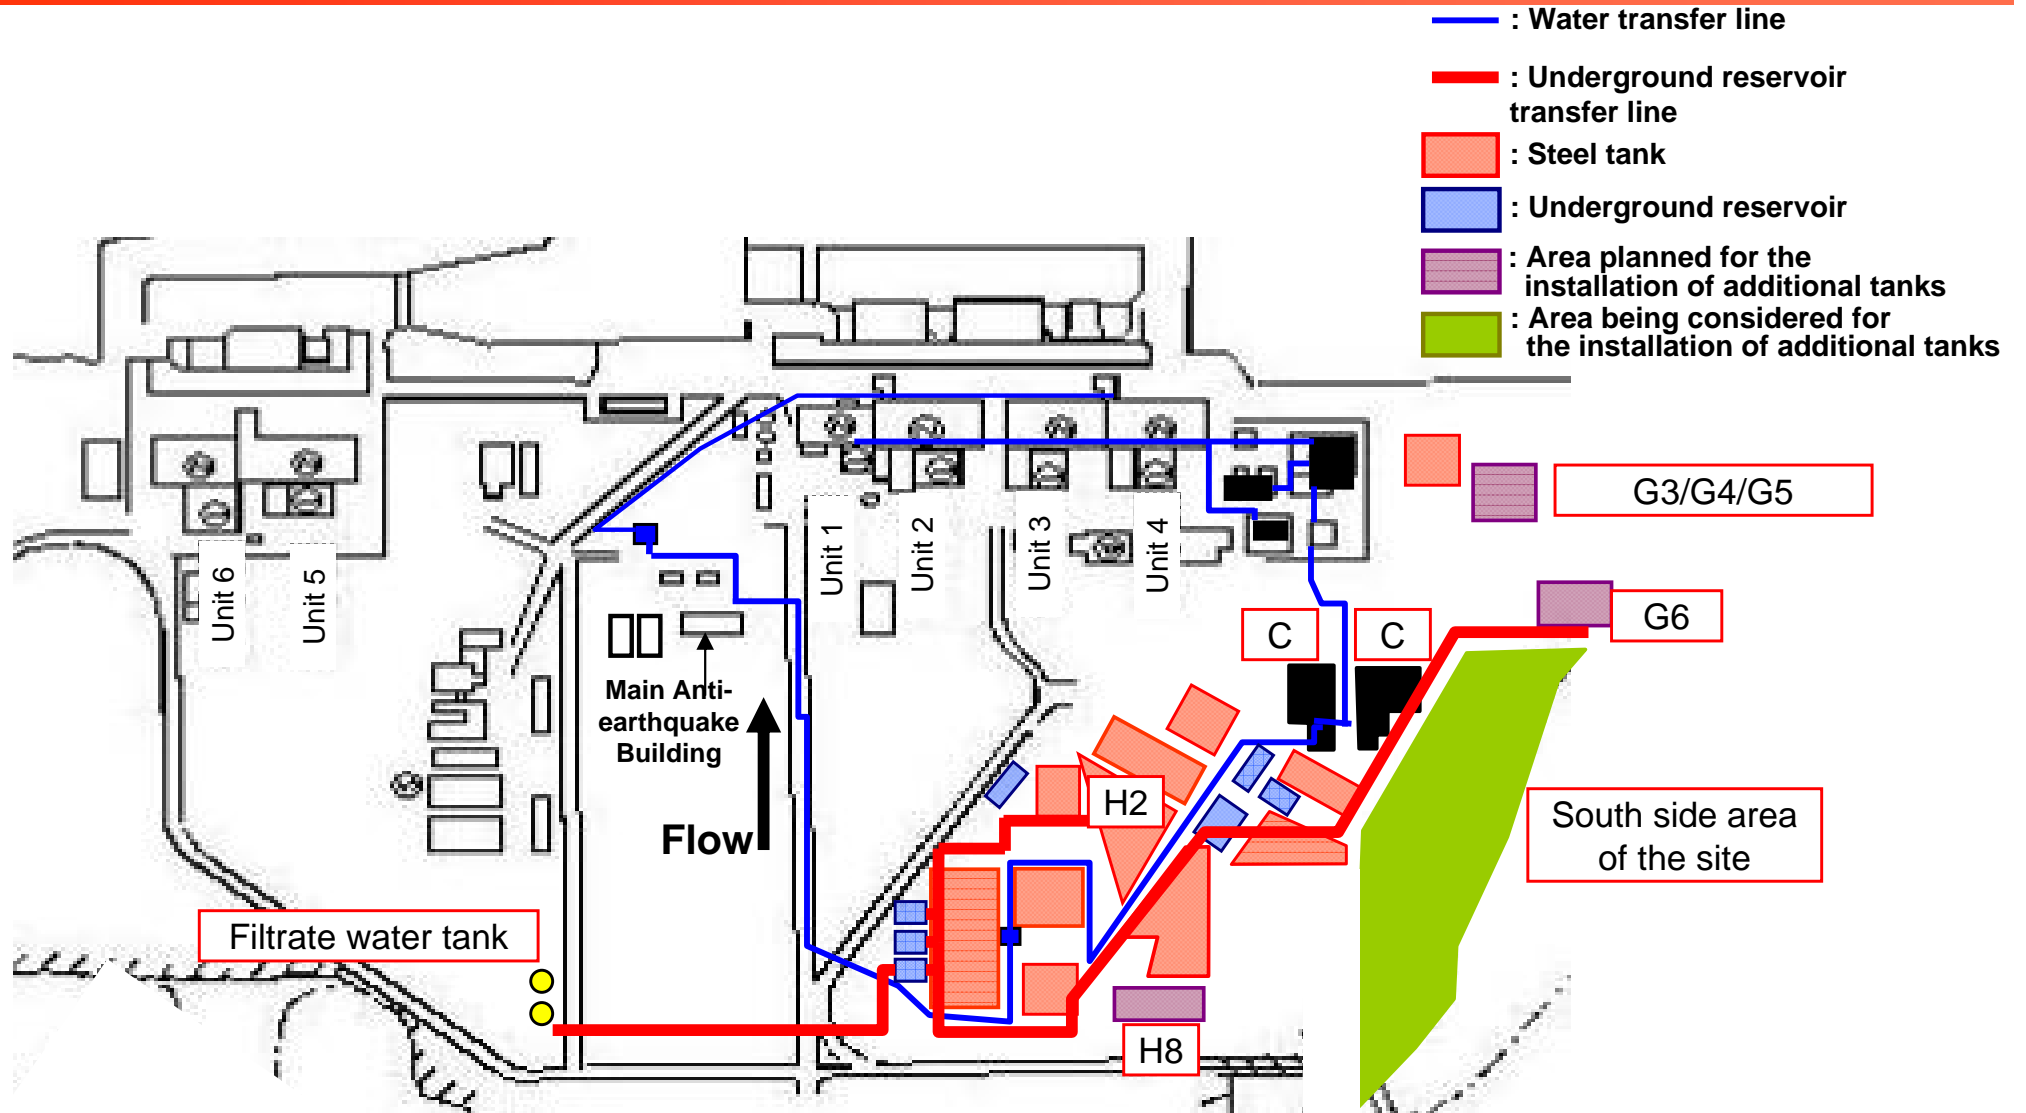 : Water transfer line
: Underground reservoir
transfer line
: Steel tank
: Underground reservoir
: Area planned for the
installation of additional tanks
: Area being considered for
the installation of additional tanks
G3/G4/G5
Unit 6
Unit 5
Unit 1
Unit 2
Unit 3
Unit 4
G6
C
C
Main Anti-
earthquake
Building
Flow
H2
South side area
of the site
Filtrate water tank
H8